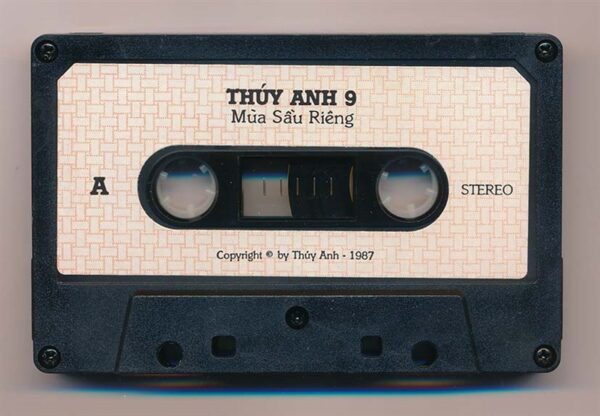 THÚY ANH 9
Mùa Sầu Riêng
A
STEREO
Copyright © by Thúy Anh - 1987